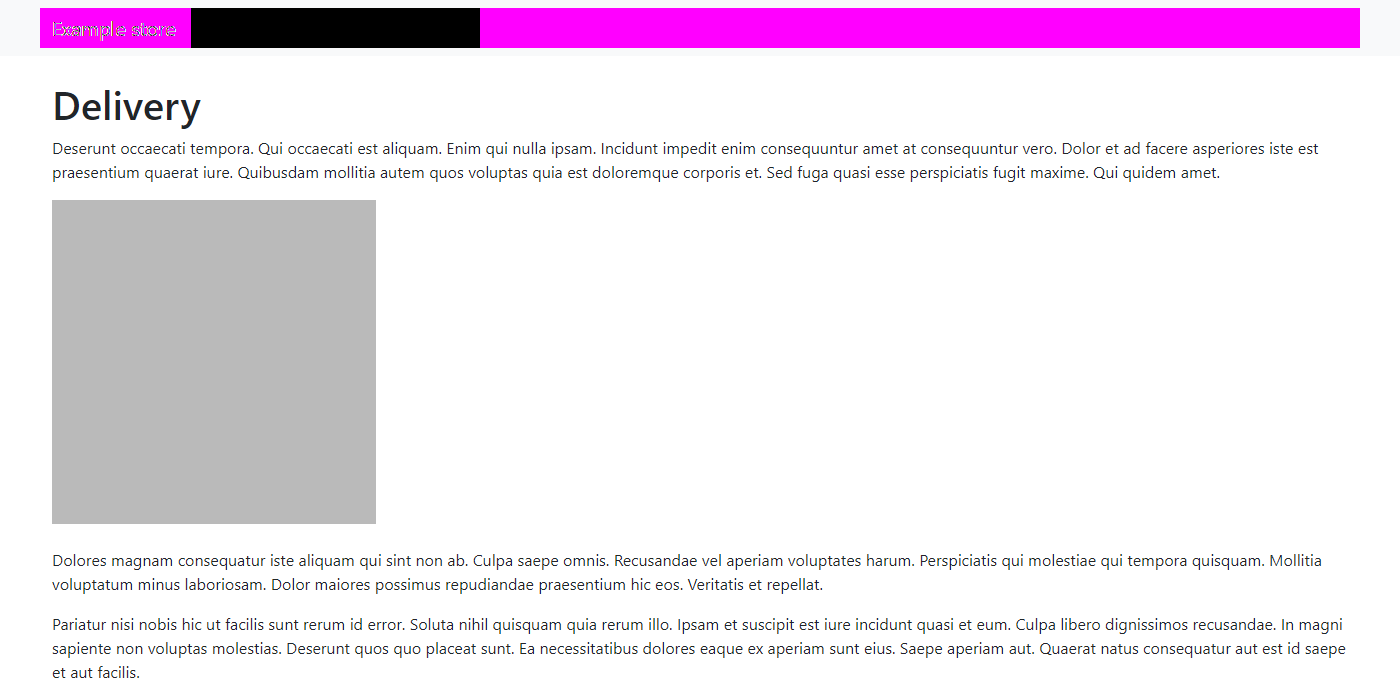 Example store
Delivery
Deserunt occaecati tempora. Qui occaecati est aliquam. Enim qui nulla ipsam. Incidunt impedit enim consequuntur amet at consequuntur vero. Dolor et ad facere asperiores iste est
praesentium quaerat iure. Quibusdam mollitia autem quos voluptas quia est doloremque corporis et. Sed fuga quasi esse perspiciatis fugit maxime. Qui quidem amet.
Dolores magnam consequatur iste aliquam qui sint non ab. Culpa saepe omnis. Recusandae vel aperiam voluptates harum. Perspiciatis qui molestiae qui tempora quisquam. Mollitia
voluptatum minus laboriosam. Dolor maiores possimus repudiandae praesentium hic eos. Veritatis et repellat.
Pariatur nisi nobis hic ut facilis sunt rerum id error. Soluta nihil quisquam quia rerum illo. Ipsam et suscipit est iure incidunt quasi et eum. Culpa libero dignissimos recusandae. In magni
sapiente non voluptas molestias. Deserunt quos quo placeat sunt. Ea necessitatibus dolores eaque ex aperiam sunt eius. Saepe aperiam aut. Quaerat natus consequatur aut est id saepe
et aut facilis.